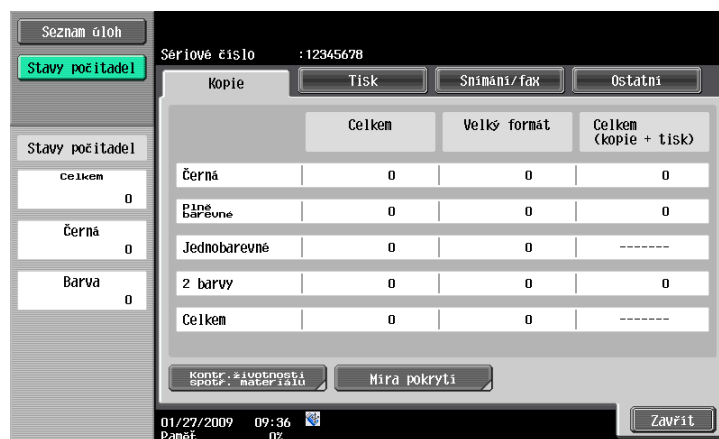 Seznam úloh
Stavy počitadel
Sériové číslo :12345678
Kopie Tisk Snímání/fax Ostatní
Stavy počitadel
Celkem
0
Černá
0
Barva
0
Celkem Velký formát Celkem
(kopie + tisk)
Černá 0 0 0
Plně
barevné 0 0 0
Jednobarevné 0 0 -------
2 barvy 0 0 0
Celkem 0 0 -------
Kontr.životnosti
spotř. materiálu
Míra pokrytí
01/27/2009 09:36
Paměť 0%
Zavřít